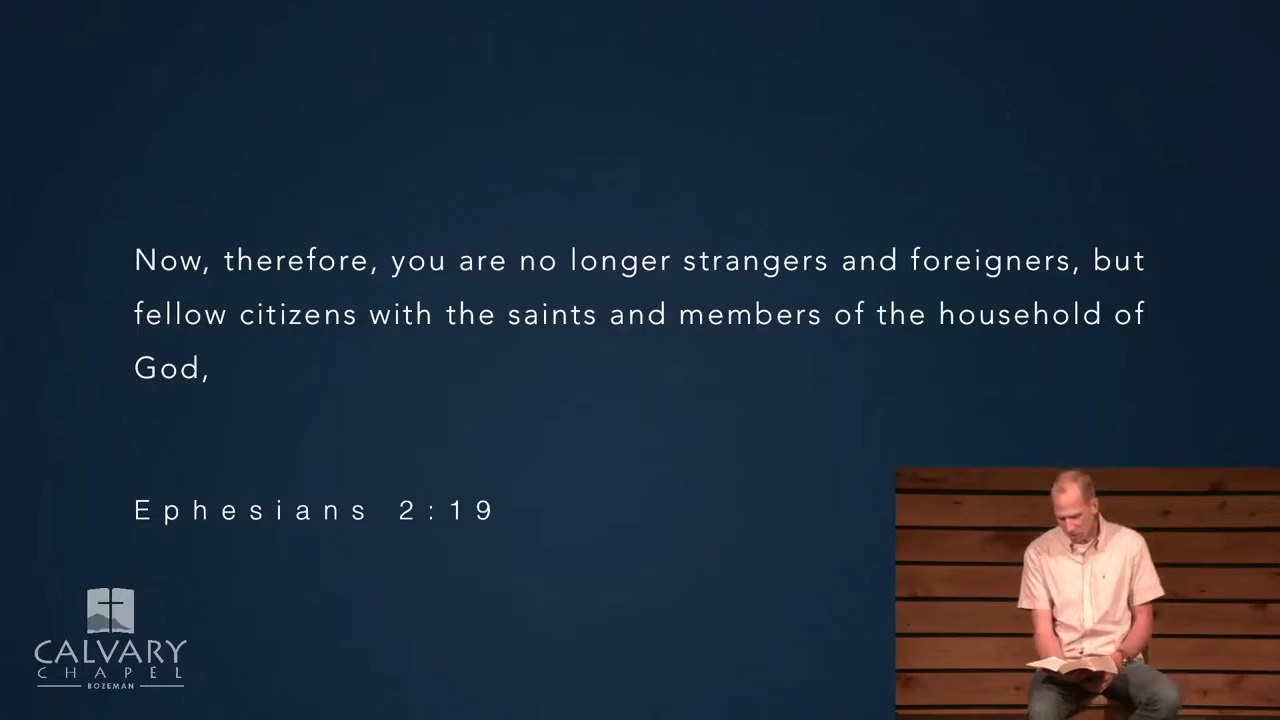 Now, therefore, you are no longer strangers and foreigners, but
fellow citizens with the saints and members of the household of
God,
Ephesians 2:19
CALVARY
CHAPEL
BOZEMAN